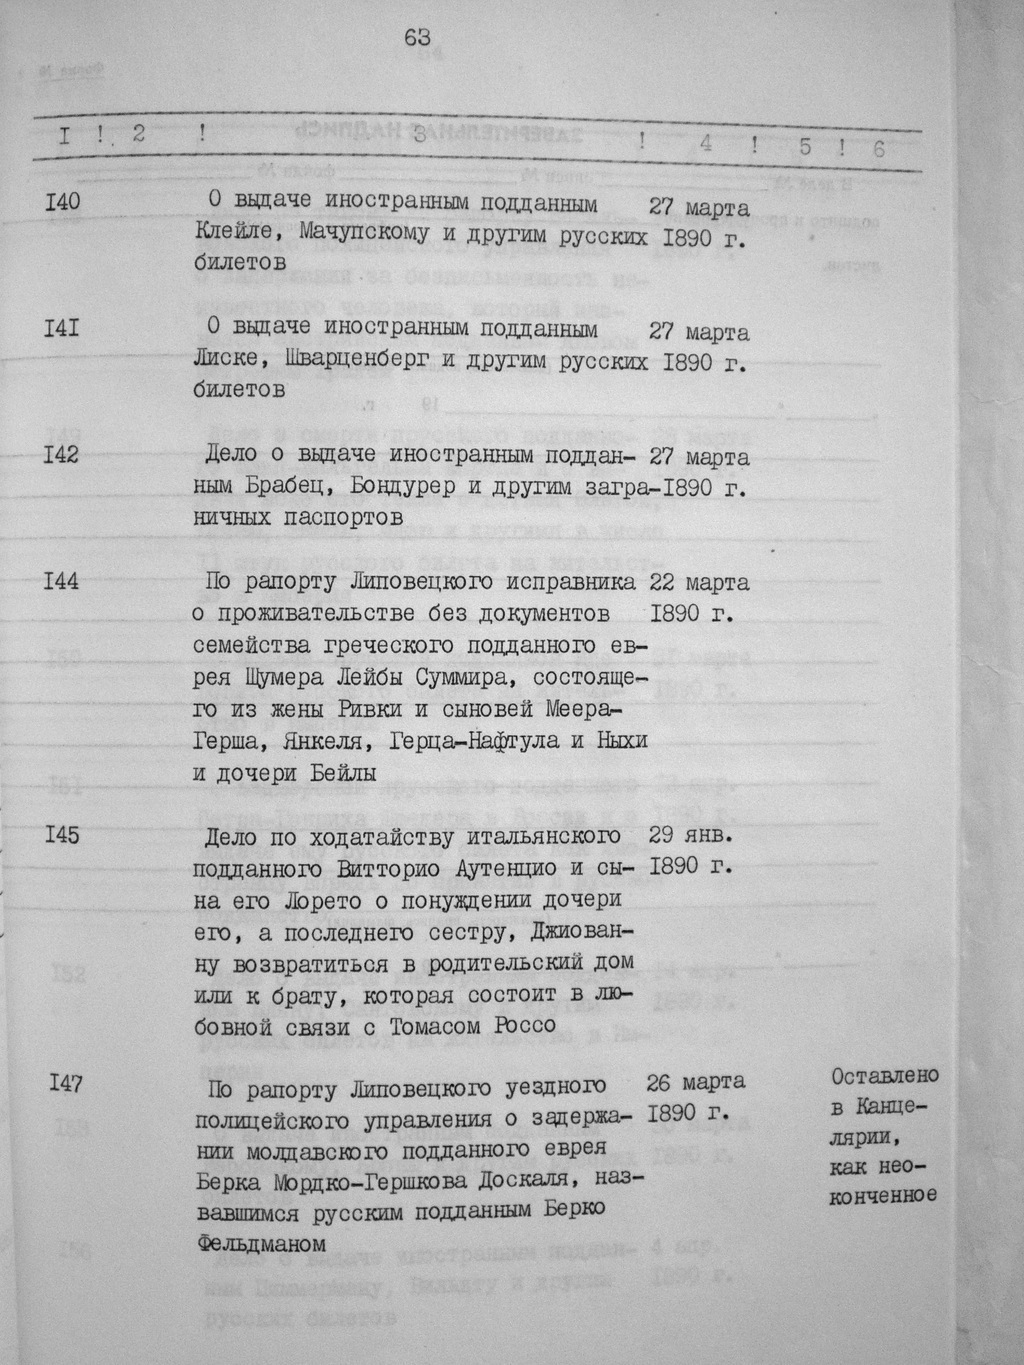 63
I ! 2 ! 3 ! 4 ! 5 ! 6
I40 О выдаче иностранным подданным 27 марта
Клейле, Мачупскому и другим русских I890 г.
билетов
I4I О выдаче иностранным подданным 27 марта
Лиске, Шварценберг и другим русских I890 г.
билетов
I42 Дело о выдаче иностранным поддан- 27 марта
ным Брабец, Бондурер и другим загра-I890 г.
ничных паспортов
I44 По рапорту Липовецкого исправника 22 марта
о проживательстве без документов I890 г.
семейства греческого подданного ев-
рея Шумера Лейбы Суммира, состояще-
го из жены Ривки и сыновей Меера-
Герша, Янкеля, Герца-Нафтула и Ныхи
и дочери Бейлы
I45 Дело по ходатайству итальянского 29 янв.
подданного Витторио Аутенцио и сы- I890 г.
на его Лорето о понуждении дочери
его, а последнего сестру, Джиован-
ну возвратиться в родительский дом
или к брату, которая состоит в лю-
бовной связи с Томасом Россо
I47 По рапорту Липовецкого уездного 26 марта Оставлено
полицейского управления о задержа- I890 г. в Канце-
нии молдавского подданного еврея лярии,
Берка Мордко-Гершкова Доскаля, наз- как нео-
вавшимся русским подданным Берко конченное
Фельдманом